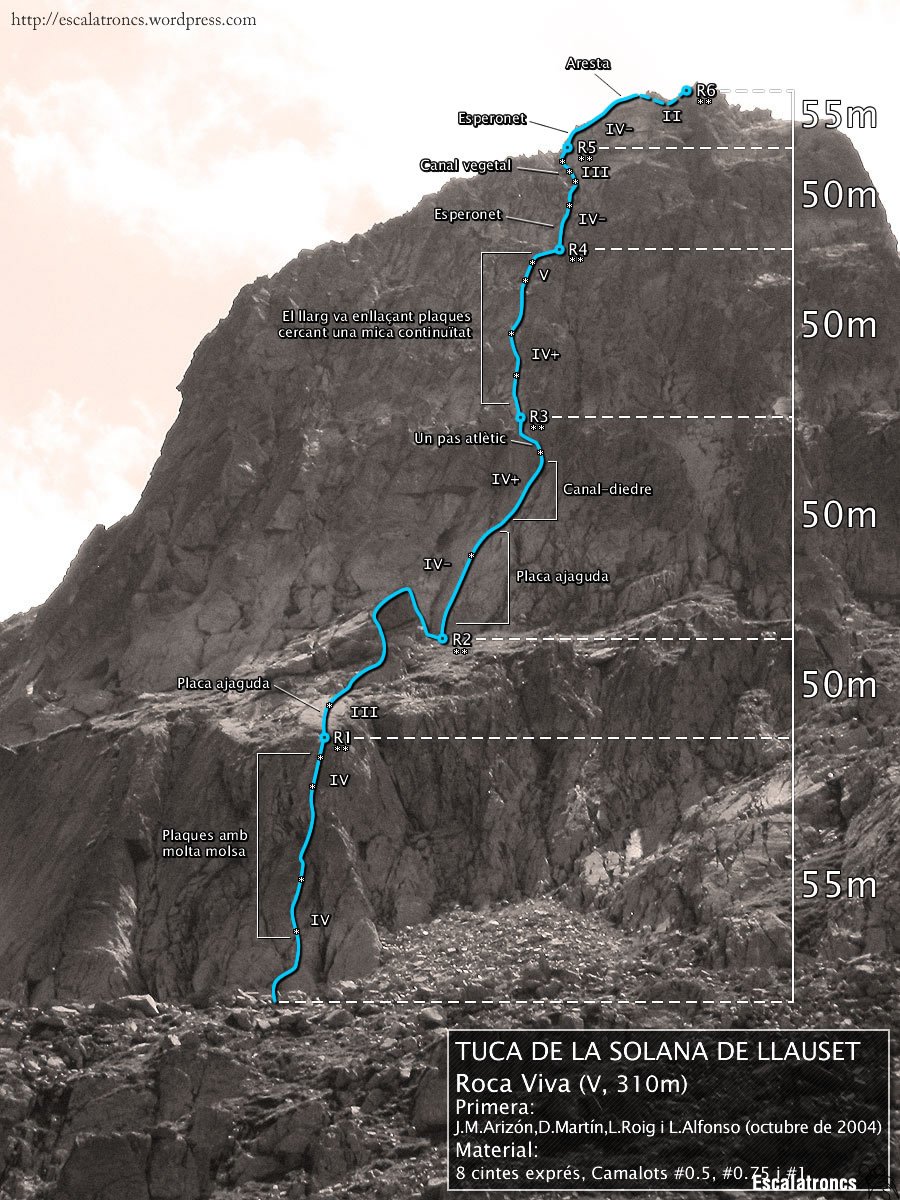 http://escalatroncs.wordpress.com
Aresta
R6
**
II
55m
Esperonet
IV-
R5
**
Canal vegetal
III
50m
Esperonet
IV-
R4
**
V
El llarg va enllaçant plaques
cercant una mica continuïtat
50m
IV+
R3
**
Un pas atlètic
IV+
Canal-diedre
50m
IV-
Placa ajaguda
R2
**
Placa ajaguda
50m
III
R1
**
IV
Plaques amb
molta molsa
55m
IV
TUCA DE LA SOLANA DE LLAUSET
Roca Viva (V, 310m)
Primera:
J.M.Arizón,D.Martín,L.Roig i L.Alfonso (octubre de 2004)
Material:
8 cintes exprés, Camalots #0.5, #0.75 i #1
Escalatroncs